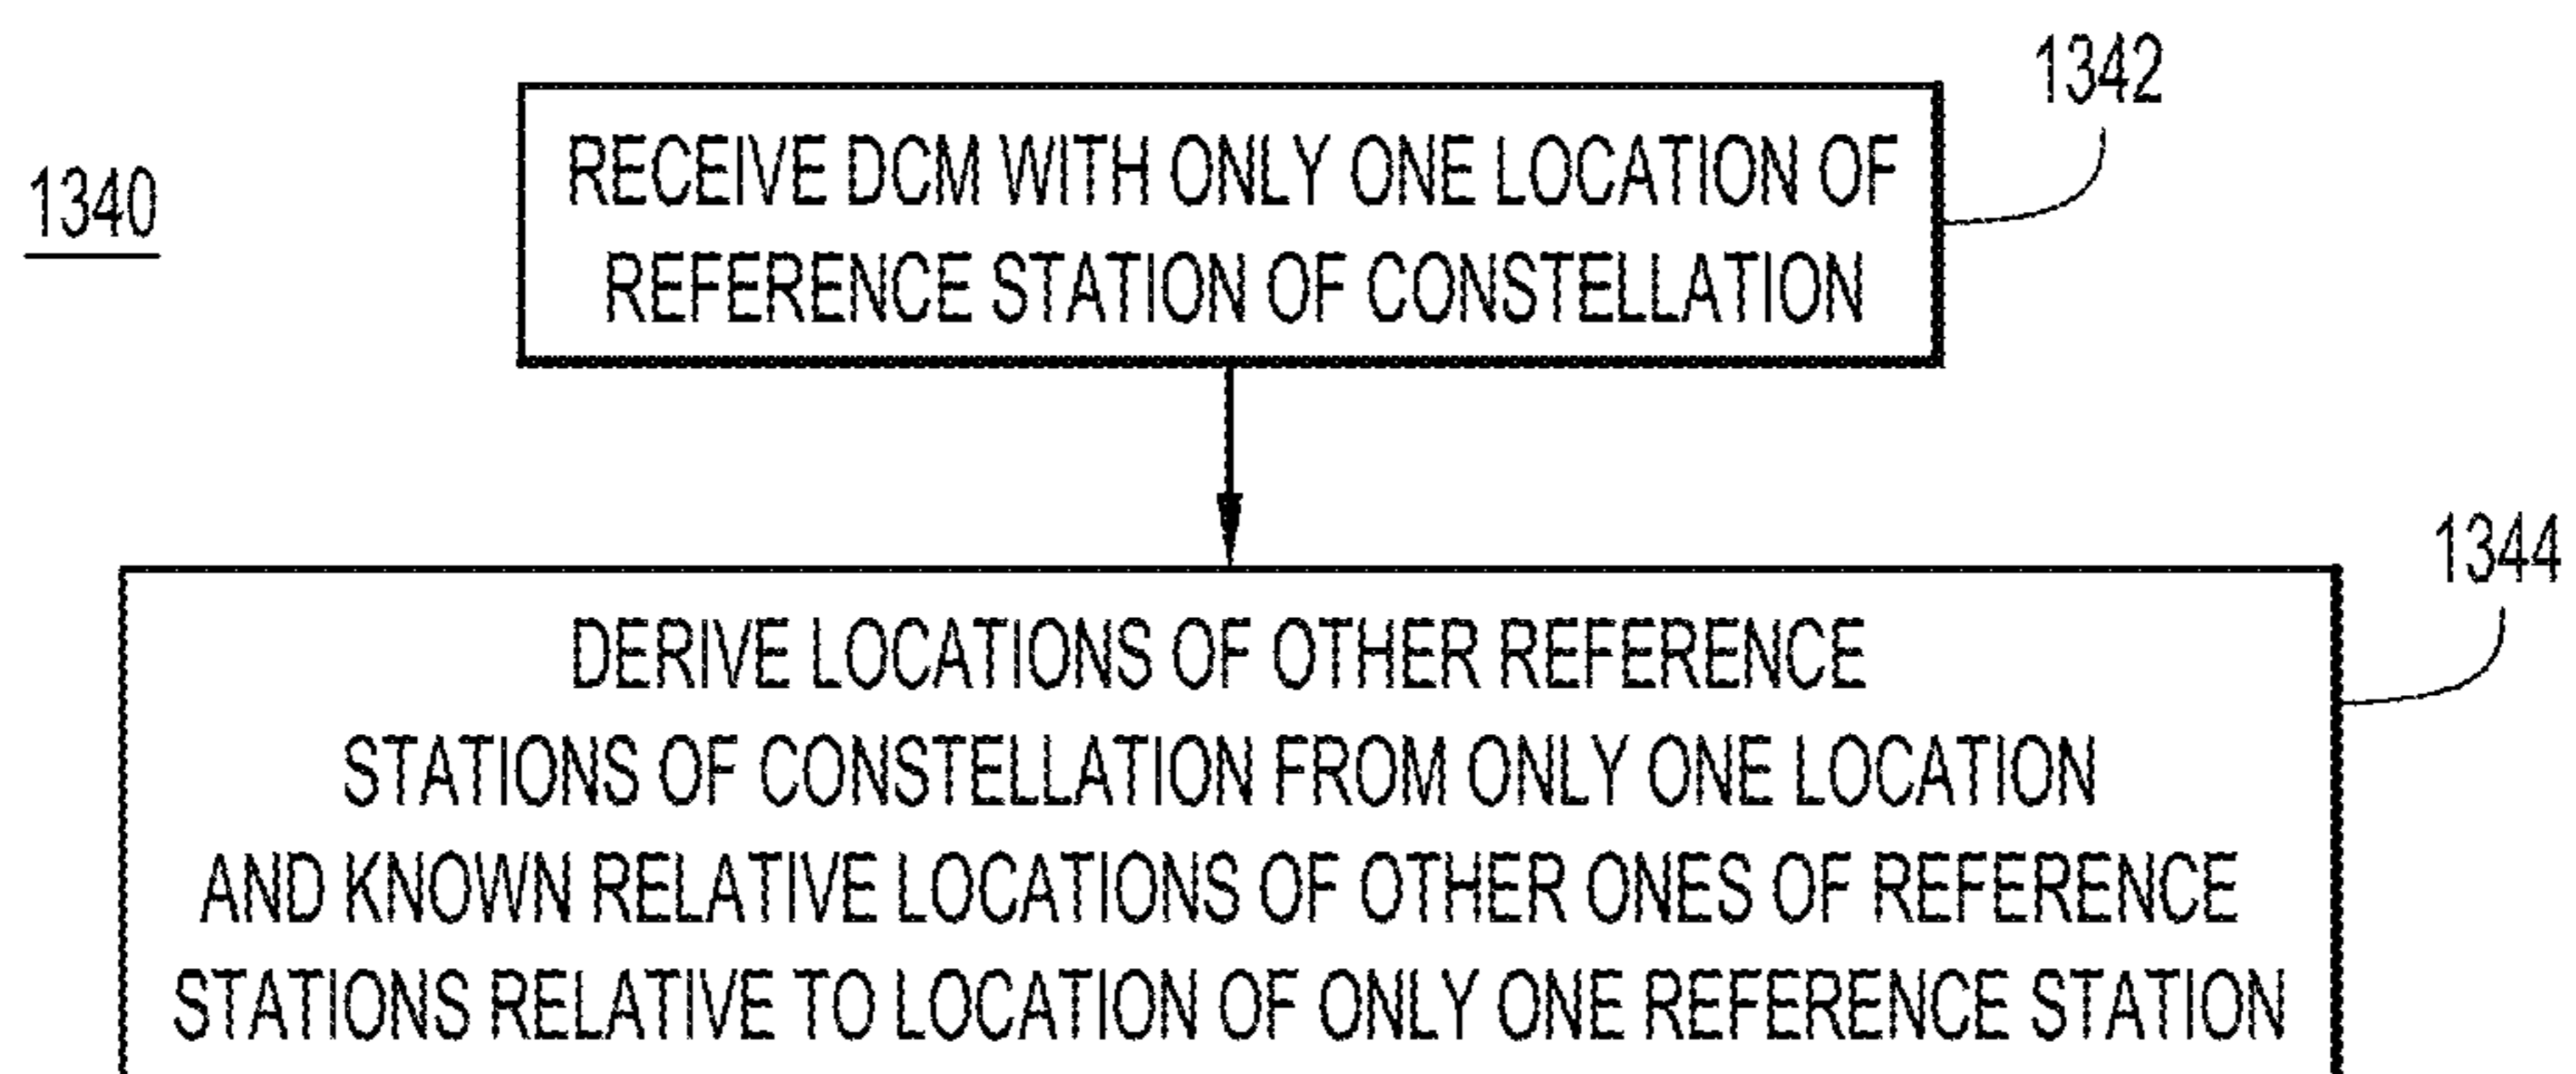 1340
1342
RECEIVE DCM WITH ONLY ONE LOCATION OF
REFERENCE STATION OF CONSTELLATION
1344
DERIVE LOCATIONS OF OTHER REFERENCE
STATIONS OF CONSTELLATION FROM ONLY ONE LOCATION
AND KNOWN RELATIVE LOCATIONS OF OTHER ONES OF REFERENCE
STATIONS RELATIVE TO LOCATION OF ONLY ONE REFERENCE STATION